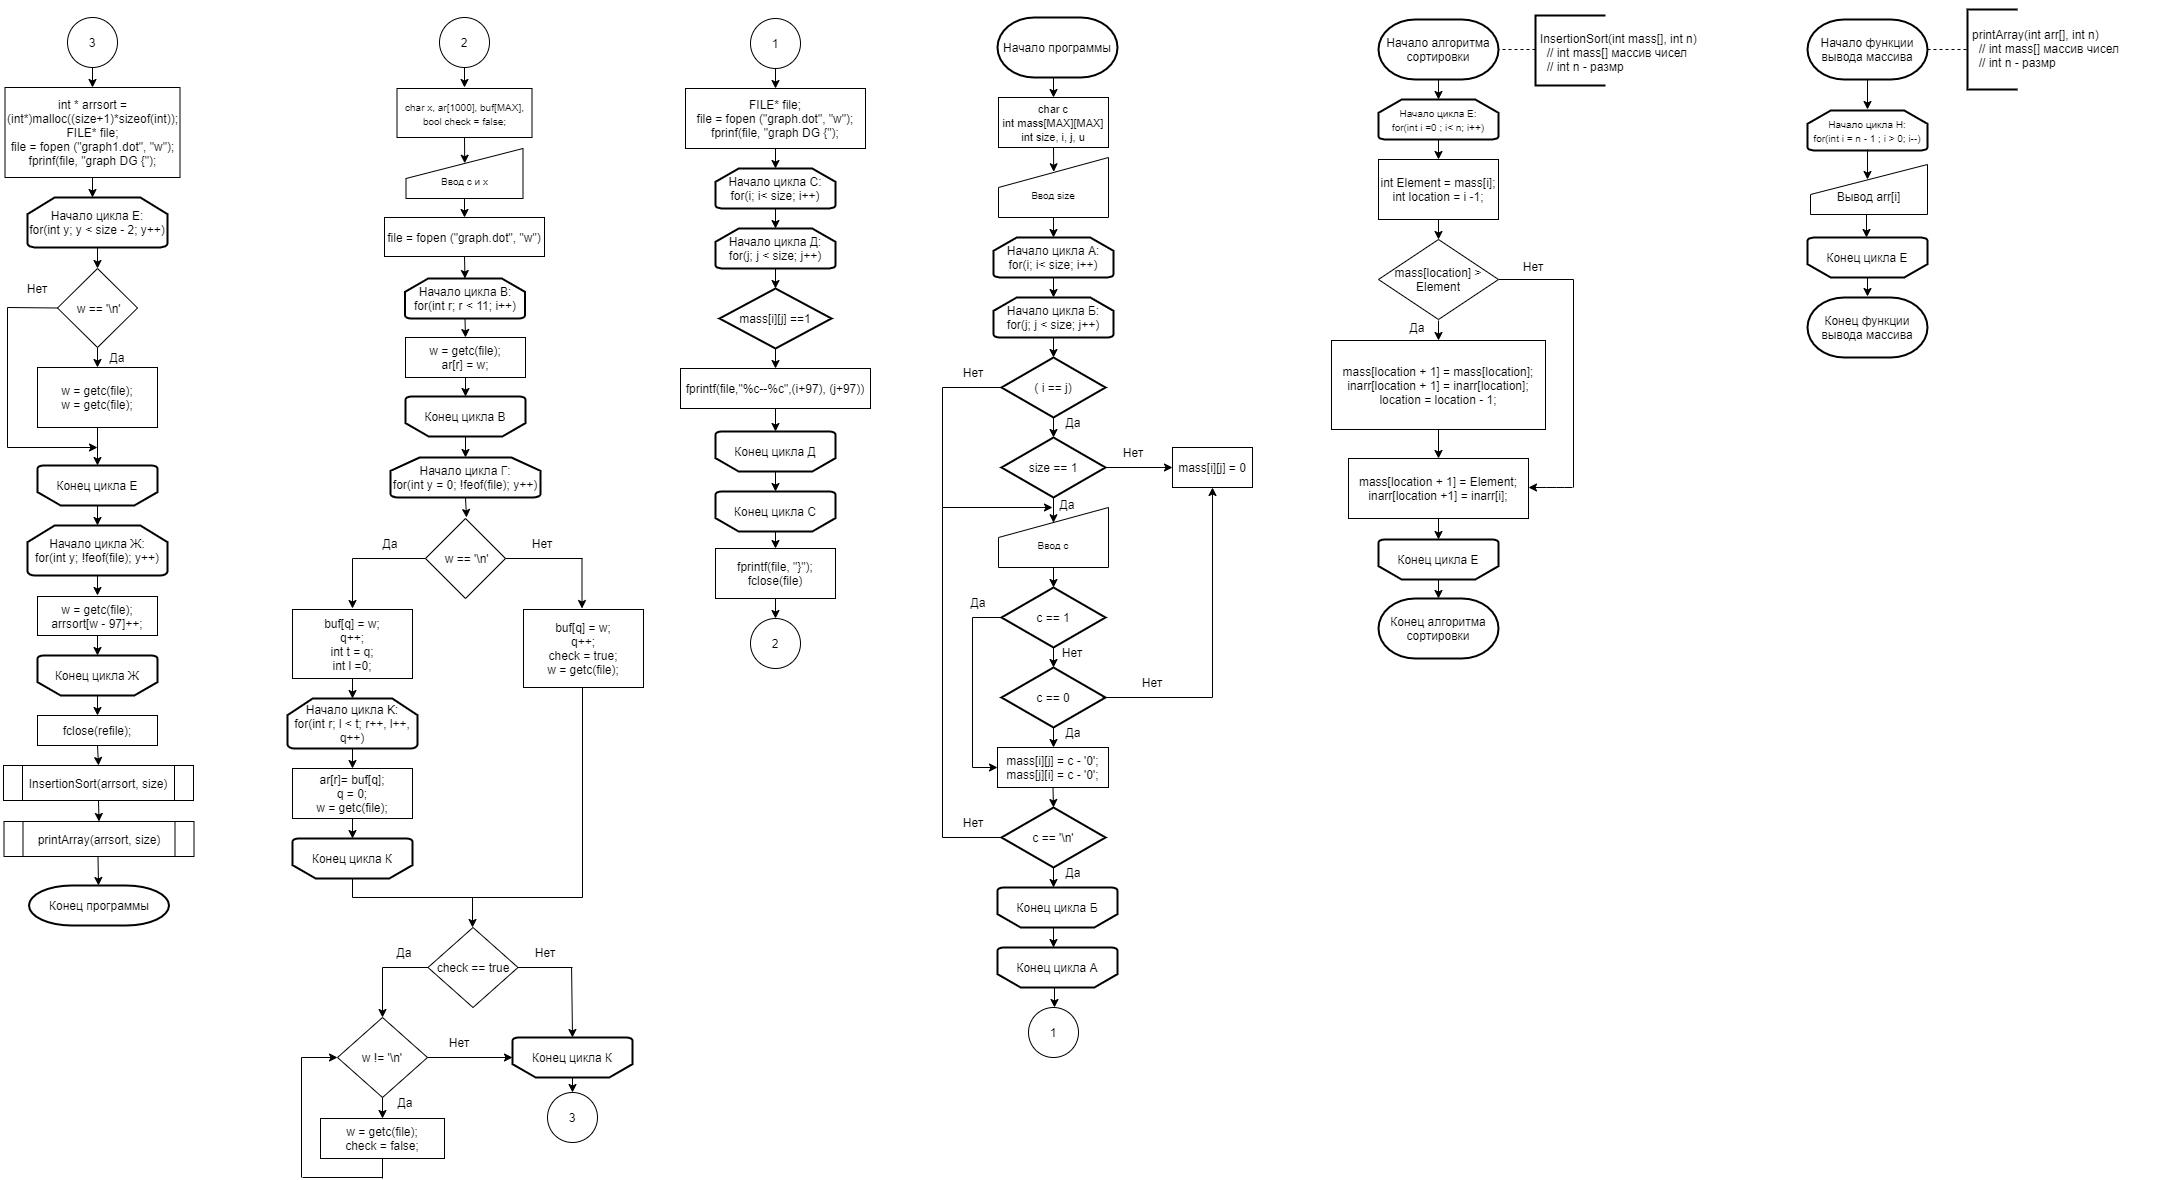 3
int * arrsort =
(int*)malloc((size+1)*sizeof(int));
FILE* file;
file = fopen ("graph1.dot", "w");
fprinf(file, "graph DG {");
Начало цикла Е:
for(int y; y < size - 2; y++)
Нет
w == '\n'
Да
w = getc(file);
w = getc(file);
Конец цикла Е
Начало цикла Ж:
for(int y; !feof(file); y++)
w = getc(file);
arrsort[w - 97]++;
Конец цикла Ж
fclose(refile);
InsertionSort(arrsort, size)
printArray(arrsort, size)
Конец программы
2
char x, ar[1000], buf[MAX],
bool check = false;
Ввод с и х
file = fopen ("graph.dot", "w")
Начало цикла В:
for(int r; r < 11; i++)
w = getc(file);
ar[r] = w;
Конец цикла В
Начало цикла Г:
for(int y = 0; !feof(file); y++)
Да
w == '\n'
Нет
buf[q] = w;
q++;
int t = q;
int l =0;
buf[q] = w;
q++;
check = true;
w = getc(file);
Начало цикла К:
for(int r; l < t; r++, l++,
q++)
ar[r]= buf[q];
q = 0;
w = getc(file);
Конец цикла К
Да
check == true
Нет
w != '\n'
Нет
Конец цикла К
Да
w = getc(file);
check = false;
3
1
FILE* file;
file = fopen ("graph.dot", "w");
fprinf(file, "graph DG {");
Начало цикла С:
for(i; i< size; i++)
Начало цикла Д:
for(j; j < size; j++)
mass[i][j] ==1
fprintf(file,"%c--%c",(i+97), (j+97))
Конец цикла Д
Конец цикла С
fprintf(file, "}");
fclose(file)
2
Начало программы
char c
int mass[MAX][MAX]
int size, i, j, u
Ввод size
Начало цикла А:
for(i; i< size; i++)
Начало цикла Б:
for(j; j < size; j++)
Нет
( i == j)
Да
size == 1
Нет
mass[i][j] = 0
Да
Ввод с
Да
c == 1
Нет
c == 0
Нет
Да
mass[i][j] = c - '0';
mass[j][i] = c - '0';
Нет
c == '\n'
Да
Конец цикла Б
Конец цикла А
1
Начало алгоритма
сортировки
InsertionSort(int mass[], int n)
// int mass[] массив чисел
// int n - размр
Начало цикла Е:
for(int i =0 ; i< n; i++)
int Element = mass[i];
int location = i -1;
mass[location] >
Element
Нет
Да
mass[location + 1] = mass[location];
inarr[location + 1] = inarr[location];
location = location - 1;
mass[location + 1] = Element;
inarr[location +1] = inarr[i];
Конец цикла Е
Конец алгоритма
сортировки
Начало функции
вывода массива
printArray(int arr[], int n)
// int mass[] массив чисел
// int n - размр
Начало цикла Н:
for(int i = n - 1 ; i > 0; i--)
Вывод arr[i]
Конец цикла Е
Конец функции
вывода массива